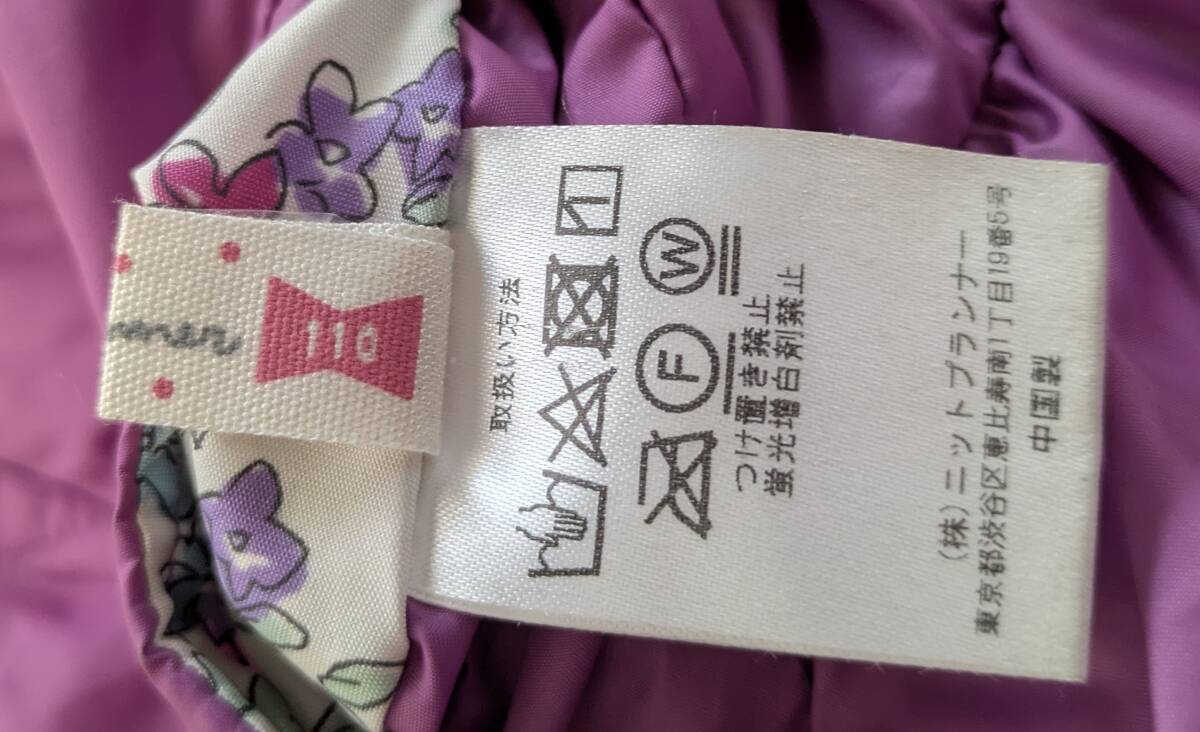 110
取扱い方法
F
W
つけ置き禁止
蛍光増白剤禁止
(株)ニットプランナー
東京都渋谷区恵比寿南1丁目19番5号
中国製